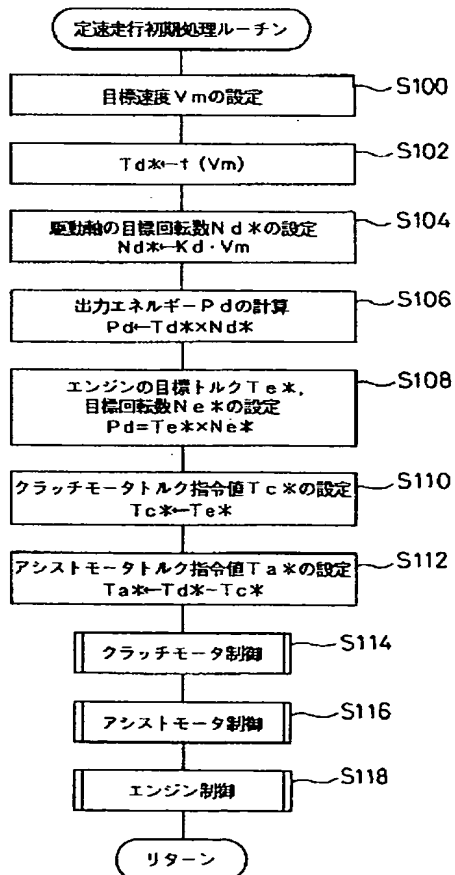 定速走行初期処理ルーチン
目標速度Vmの設定
S100
Td*←t(Vm)
S102
駆動軸の目標回転数Nd*の設定
Nd*←Kd・Vm
S104
出力エネルギーPdの計算
Pd←Td*×Nd*
S106
エンジンの目標トルクTe*,
目標回転数Ne*の設定
Pd=Te*×Ne*
S108
クラッチモータトルク指令値Tc*の設定
Tc*←Te*
S110
アシストモータトルク指令値Ta*の設定
Ta*←Td*-Tc*
S112
クラッチモータ制御
S114
アシストモータ制御
S116
エンジン制御
S118
リターン